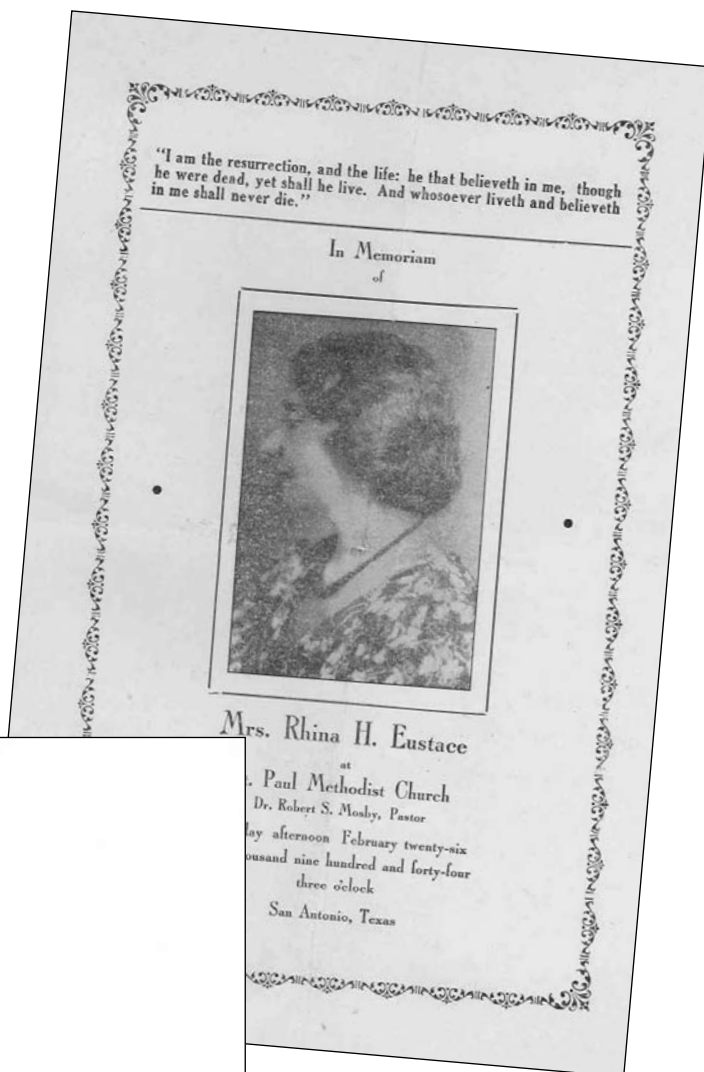 "I am the resurrection, and the life: he that believeth in me, though
he were dead, yet shall he live. And whosoever liveth and believeth
in me shall never die."
In Memoriam
of
Mrs. Rhina H. Eustace
at
Paul Methodist Church
Dr. Robert S. Mosby, Pastor
afternoon February twenty-six
nine hundred and forty-four
three o'clock
San Antonio, Texas